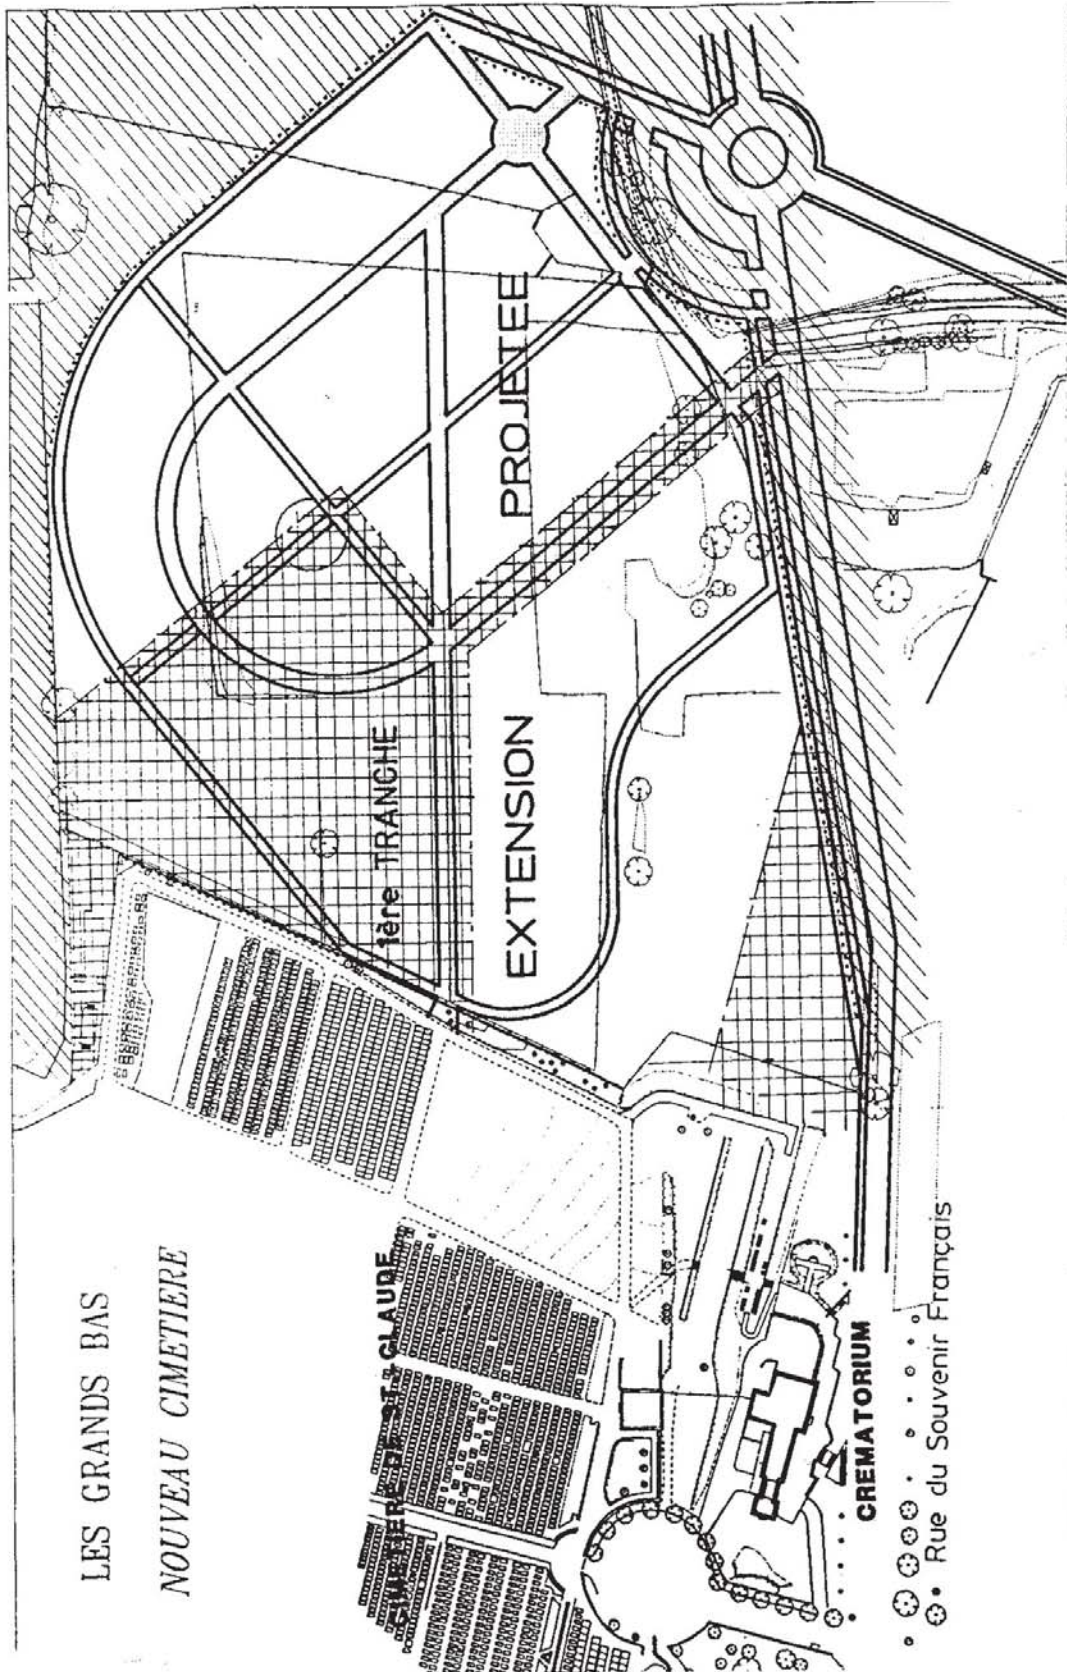 LES GRANDS BAS
NOUVEAU CIMETIERE
CIMETIERE DE ST-CLAUDE
1ère TRANCHE
EXTENSION PROJETEE
CREMATORIUM
Rue du Souvenir Français